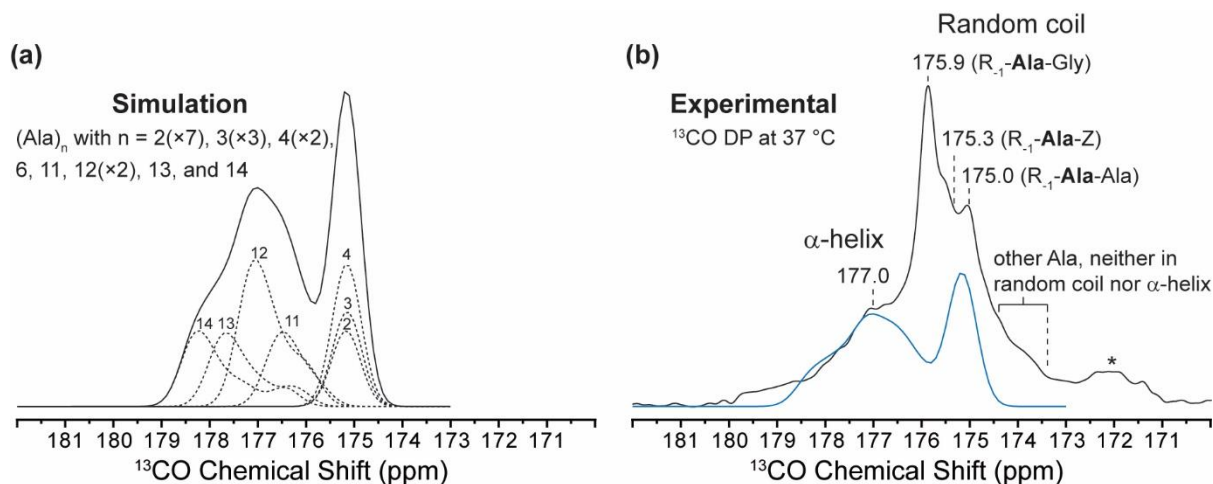 (a)
Simulation
(Ala)n with n = 2(×7), 3(×3), 4(×2),
6, 11, 12(×2), 13, and 14
14
13
12
11
4
3
2
181 180 179 178 177 176 175 174 173 172 171
13CO Chemical Shift (ppm)
(b)
Random coil
175.9 (R-1-Ala-Gly)
Experimental
13CO DP at 37 °C
175.3 (R-1-Ala-Z)
175.0 (R-1-Ala-Ala)
α-helix
177.0
other Ala, neither in
random coil nor α-helix
*
181 180 179 178 177 176 175 174 173 172 171
13CO Chemical Shift (ppm)